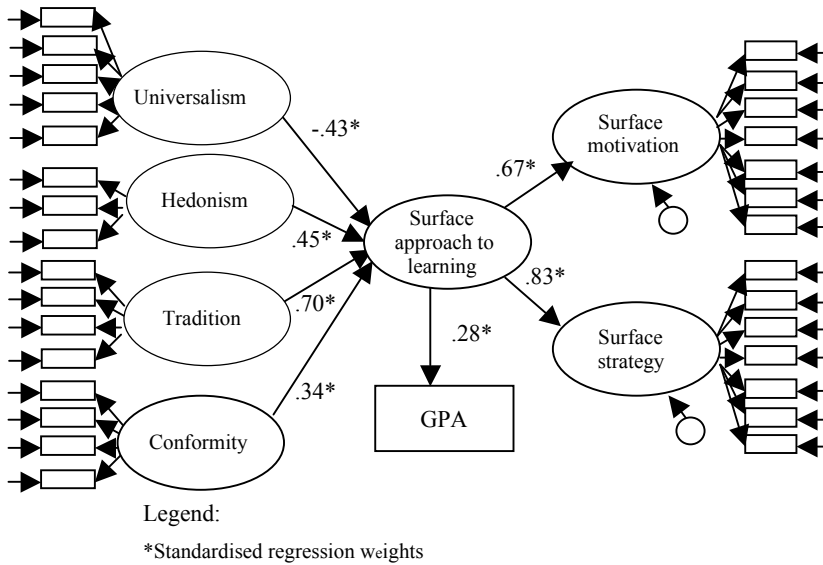 Universalism
-.43*
Hedonism
.45*
Tradition
.70*
Conformity
.34*
Surface
approach to
learning
.28*
GPA
.67*
Surface
motivation
.83*
Surface
strategy
Legend:
*Standardised regression weights